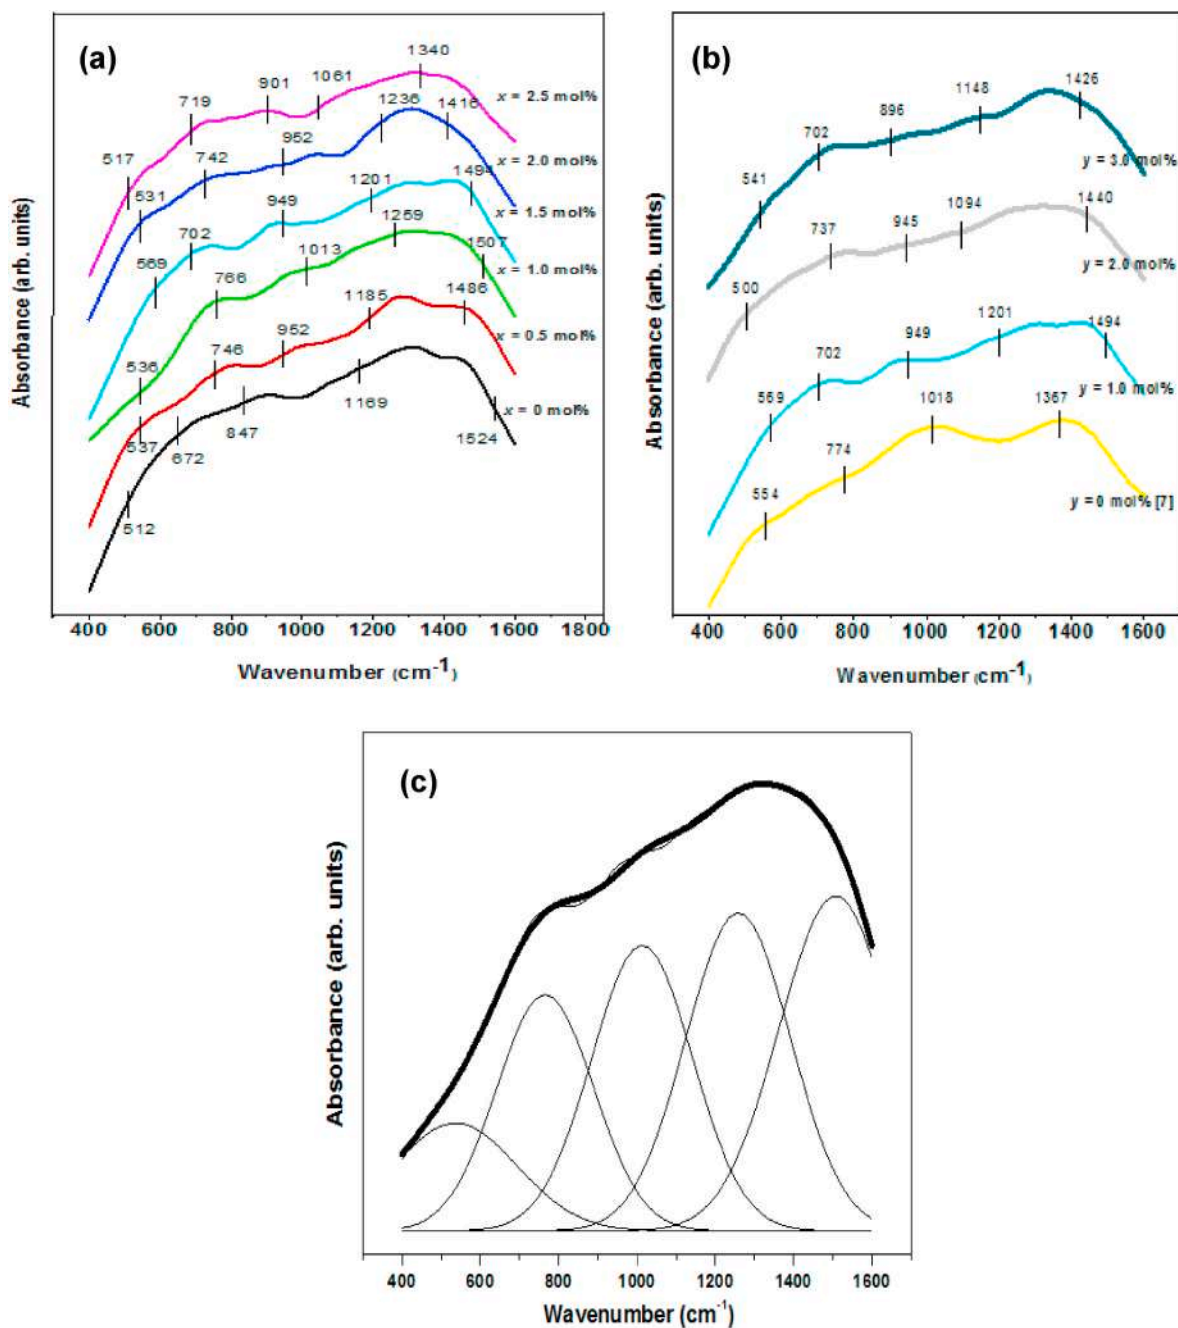 (a)
1340
901
1061
719
x = 2.5 mol%
1236
1416
952
517
742
x = 2.0 mol%
1494
531
1201
949
x = 1.5 mol%
702
1259
1013
1507
569
766
x = 1.0 mol%
1185
1486
952
536
746
x = 0.5 mol%
537
672
847
1169
x = 0 mol%
1524
512
Absorbance (arb. units)
400 600 800 1000 1200 1400 1600 1800
Wavenumber (cm-1)
(b)
1426
1148
896
702
y = 3.0 mol%
541
1440
1094
945
737
y = 2.0 mol%
500
1201
1494
949
702
y = 1.0 mol%
569
1018
1367
774
554
y = 0 mol% [7]
Absorbance (arb. units)
400 600 800 1000 1200 1400 1600
Wavenumber (cm-1)
(c)
Absorbance (arb. units)
400 600 800 1000 1200 1400 1600
Wavenumber (cm-1)